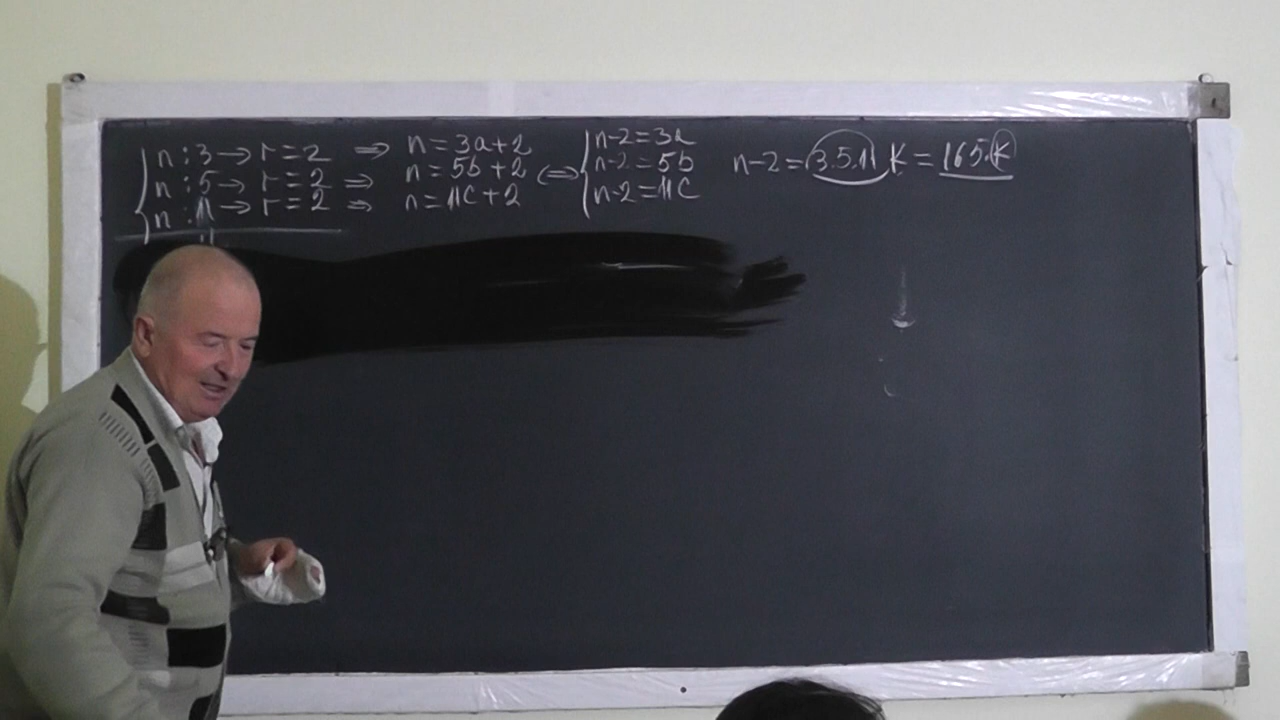 n : 3 → r = 2 ⇒ n = 3a + 2 n-2 = 3a
n : 5 → r = 2 ⇒ n = 5b + 2 ⇔ n-2 = 5b n-2 = 3.5.11 K = 165.K
n : 11 → r = 2 ⇒ n = 11C + 2 n-2 = 11C